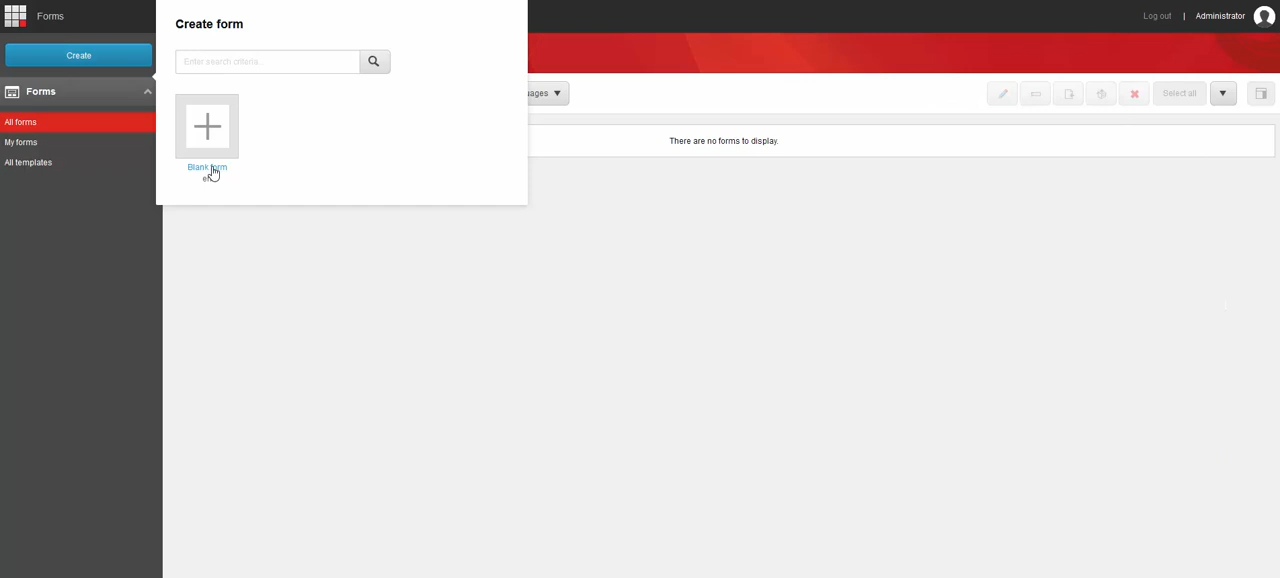 Forms
Log out | Administrator
Create form
Create
Enter search criteria...
Forms
uages
Select all
All forms
My forms
All templates
There are no forms to display.
Blank form